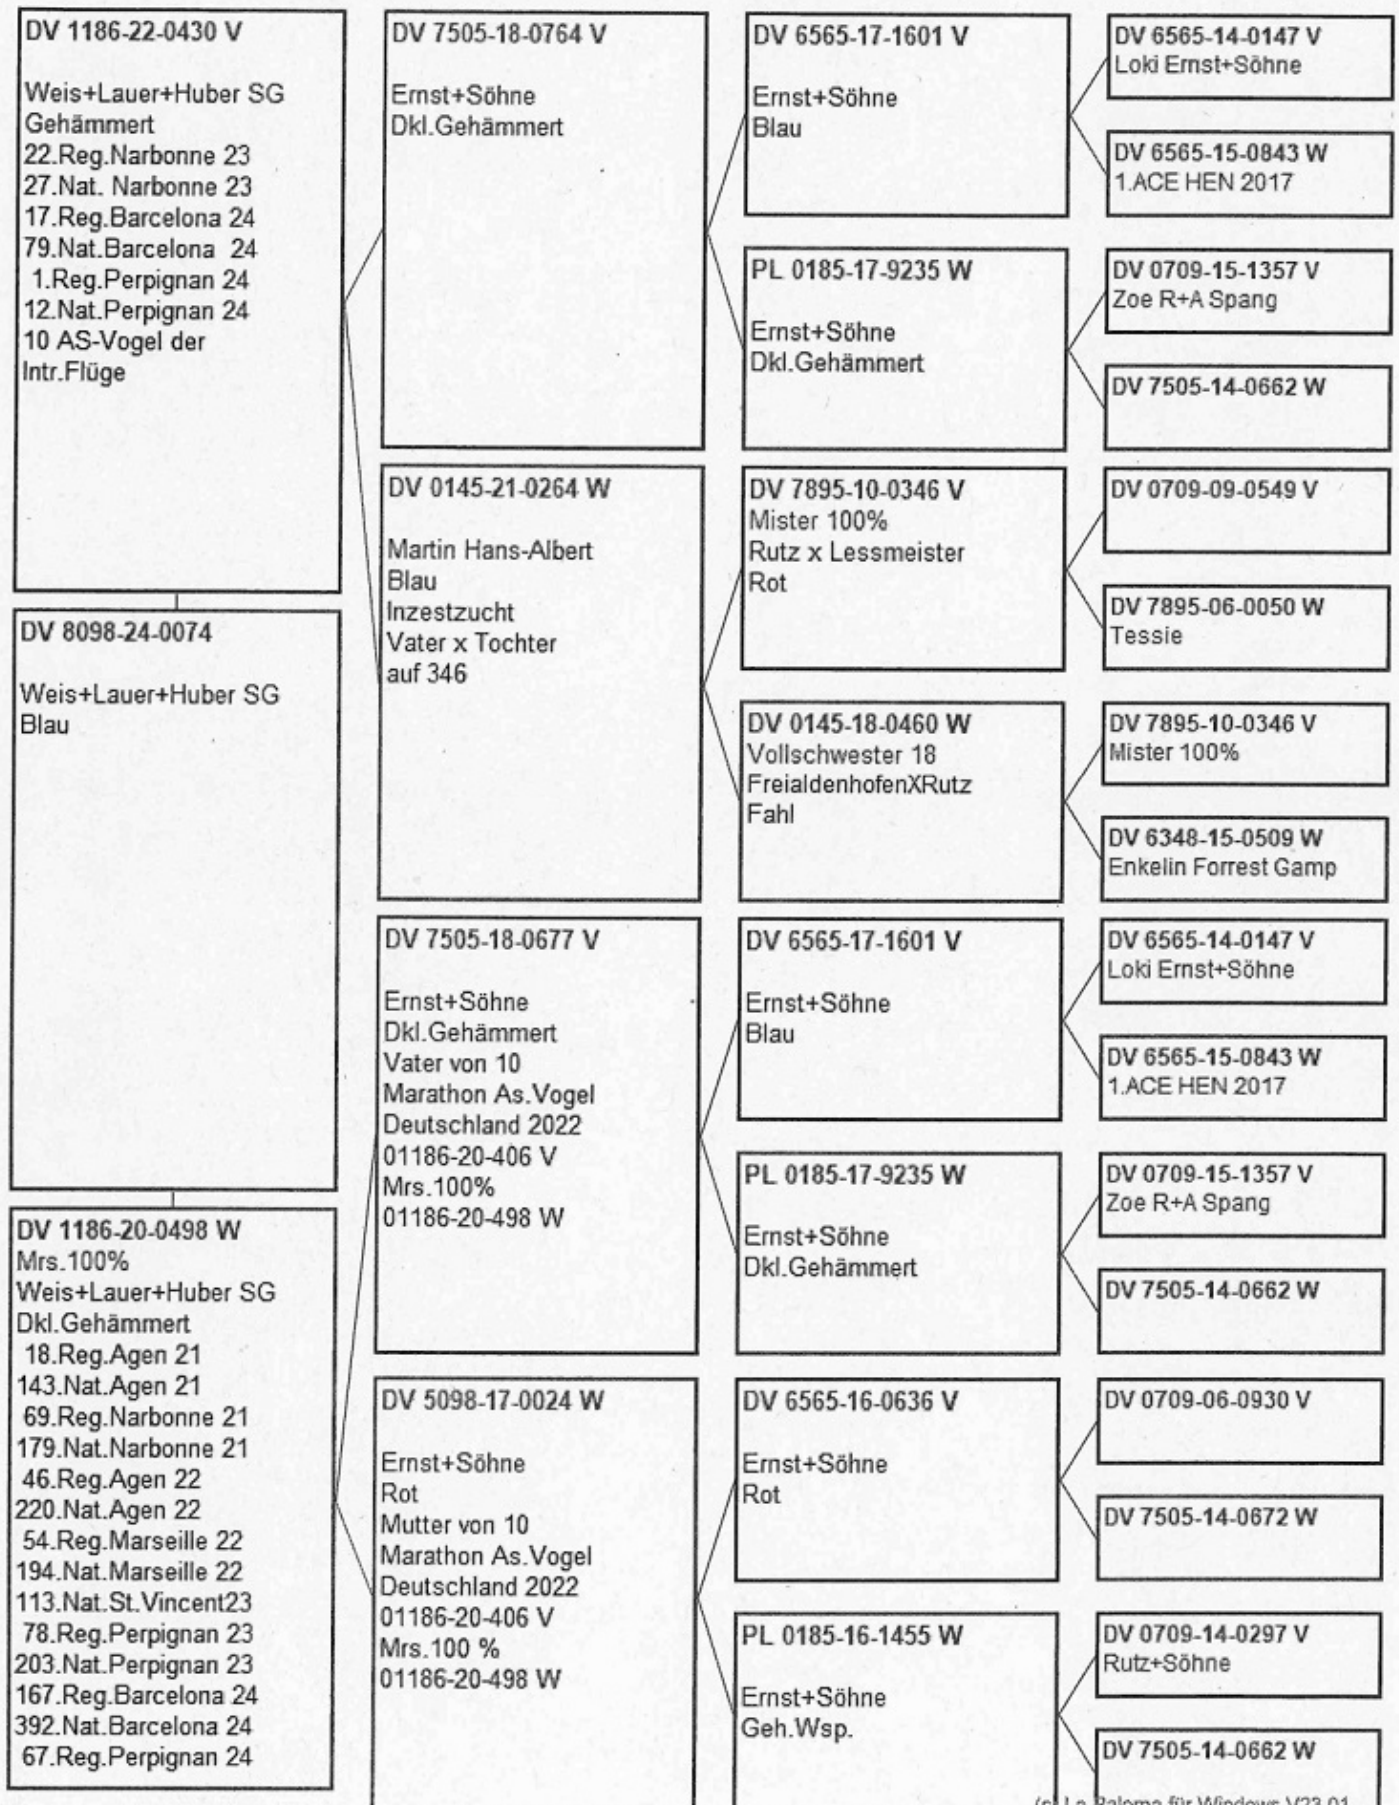 DV 1186-22-0430 V
Weis+Lauer+Huber SG
Gehämmert
22.Reg.Narbonne 23
27.Nat. Narbonne 23
17.Reg.Barcelona 24
79.Nat.Barcelona 24
1.Reg.Perpignan 24
12.Nat.Perpignan 24
10 AS-Vogel der
Intr.Flüge
DV 8098-24-0074
Weis+Lauer+Huber SG
Blau
DV 1186-20-0498 W
Mrs.100%
Weis+Lauer+Huber SG
Dkl.Gehämmert
18.Reg.Agen 21
143.Nat.Agen 21
69.Reg.Narbonne 21
179.Nat.Narbonne 21
46.Reg.Agen 22
220.Nat.Agen 22
54.Reg.Marseille 22
194.Nat.Marseille 22
113.Nat.St.Vincent23
78.Reg.Perpignan 23
203.Nat.Perpignan 23
167.Reg.Barcelona 24
392.Nat.Barcelona 24
67.Reg.Perpignan 24
DV 7505-18-0764 V
Ernst+Söhne
Dkl.Gehämmert
DV 0145-21-0264 W
Martin Hans-Albert
Blau
Inzestzucht
Vater x Tochter
auf 346
DV 7505-18-0677 V
Ernst+Söhne
Dkl.Gehämmert
Vater von 10
Marathon As.Vogel
Deutschland 2022
01186-20-406 V
Mrs.100%
01186-20-498 W
DV 5098-17-0024 W
Ernst+Söhne
Rot
Mutter von 10
Marathon As.Vogel
Deutschland 2022
01186-20-406 V
Mrs.100 %
01186-20-498 W
DV 6565-17-1601 V
Ernst+Söhne
Blau
PL 0185-17-9235 W
Ernst+Söhne
Dkl.Gehämmert
DV 7895-10-0346 V
Mister 100%
Rutz x Lessmeister
Rot
DV 0145-18-0460 W
Vollschwester 18
FreialdenhofenXRutz
Fahl
DV 6565-17-1601 V
Ernst+Söhne
Blau
PL 0185-17-9235 W
Ernst+Söhne
Dkl.Gehämmert
DV 6565-16-0636 V
Ernst+Söhne
Rot
PL 0185-16-1455 W
Ernst+Söhne
Geh.Wsp.
DV 6565-14-0147 V
Loki Ernst+Söhne
DV 6565-15-0843 W
1.ACE HEN 2017
DV 0709-15-1357 V
Zoe R+A Spang
DV 7505-14-0662 W
DV 0709-09-0549 V
DV 7895-06-0050 W
Tessie
DV 7895-10-0346 V
Mister 100%
DV 6348-15-0509 W
Enkelin Forrest Gamp
DV 6565-14-0147 V
Loki Ernst+Söhne
DV 6565-15-0843 W
1.ACE HEN 2017
DV 0709-15-1357 V
Zoe R+A Spang
DV 7505-14-0662 W
DV 0709-06-0930 V
DV 7505-14-0672 W
DV 0709-14-0297 V
Rutz+Söhne
DV 7505-14-0662 W
(c) La Paloma für Windows V23.01